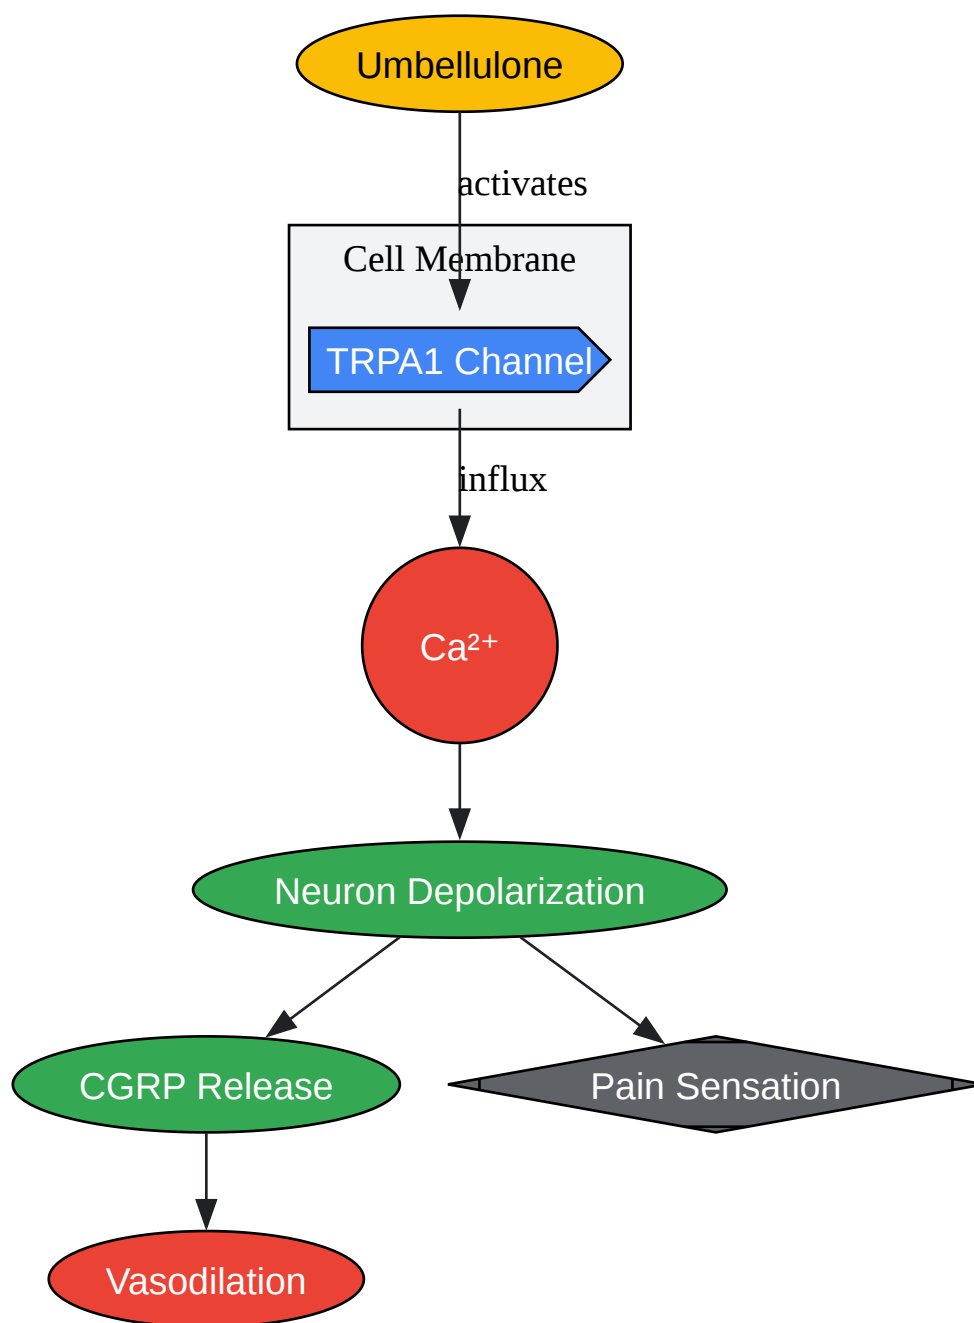 Umbellulone
activates
Cell Membrane
TRPA1 Channel
influx
Ca²⁺
Neuron Depolarization
CGRP Release
Pain Sensation
Vasodilation